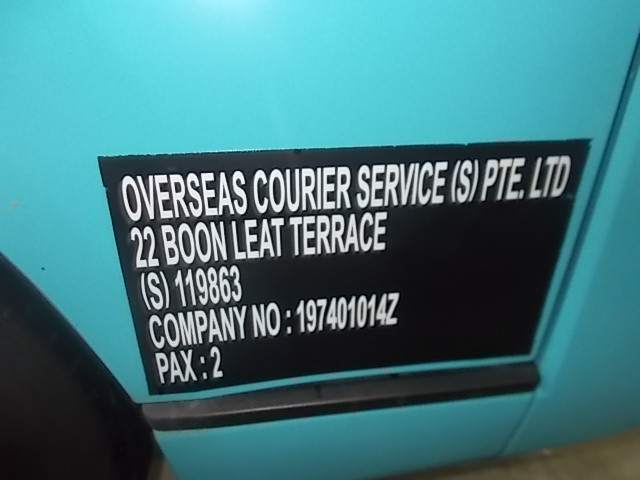 OVERSEAS COURIER SERVICE (S) PTE. LTD
22 BOON LEAT TERRACE
(S) 119863
COMPANY NO : 197401014Z
PAX : 2